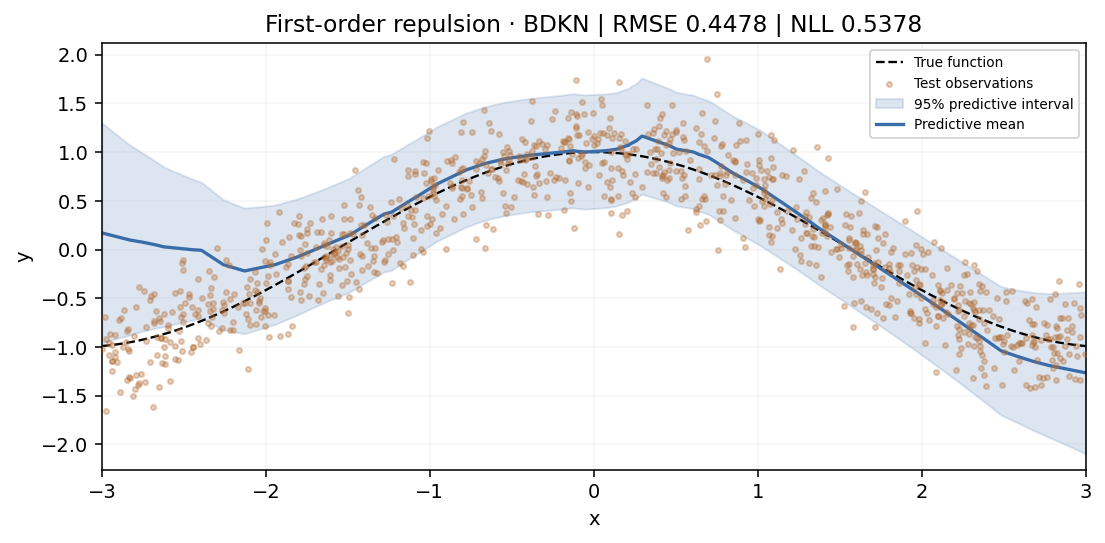 First-order repulsion · BDKN | RMSE 0.4478 | NLL 0.5378
True function
Test observations
95% predictive interval
Predictive mean
y
2.0
1.5
1.0
0.5
0.0
−0.5
−1.0
−1.5
−2.0
−3 −2 −1 0 1 2 3
x